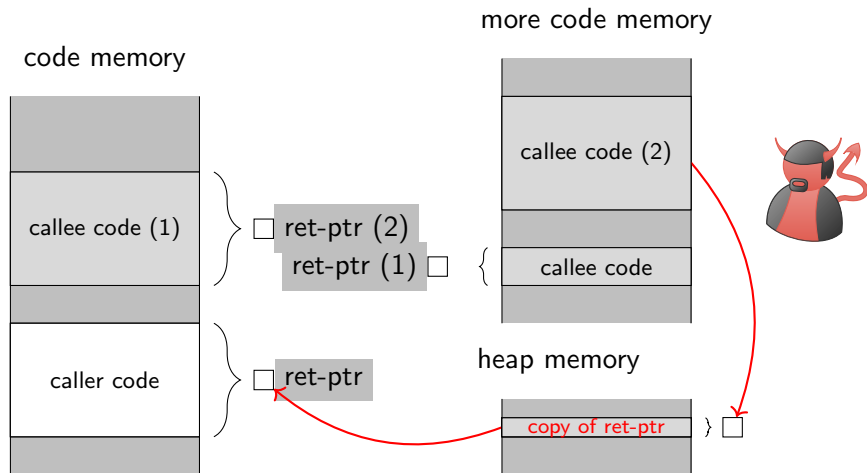 more code memory
code memory
callee code (2)
callee code (1)
ret-ptr (2)
ret-ptr (1)
callee code
heap memory
caller code
ret-ptr
copy of ret-ptr